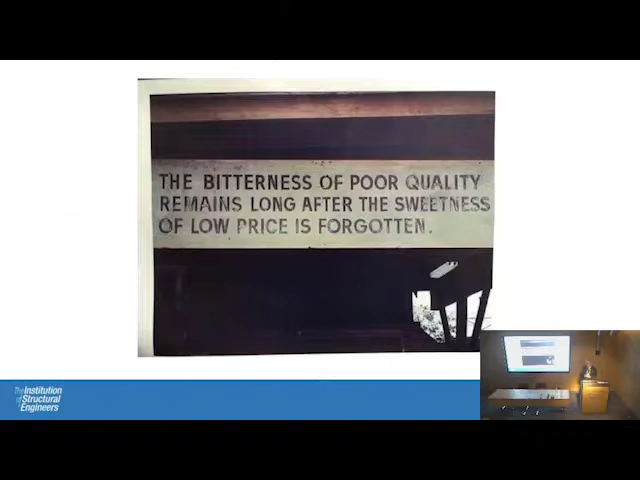 THE BITTERNESS OF POOR QUALITY
REMAINS LONG AFTER THE SWEETNESS
OF LOW PRICE IS FORGOTTEN.
The Institution
of Structural
Engineers